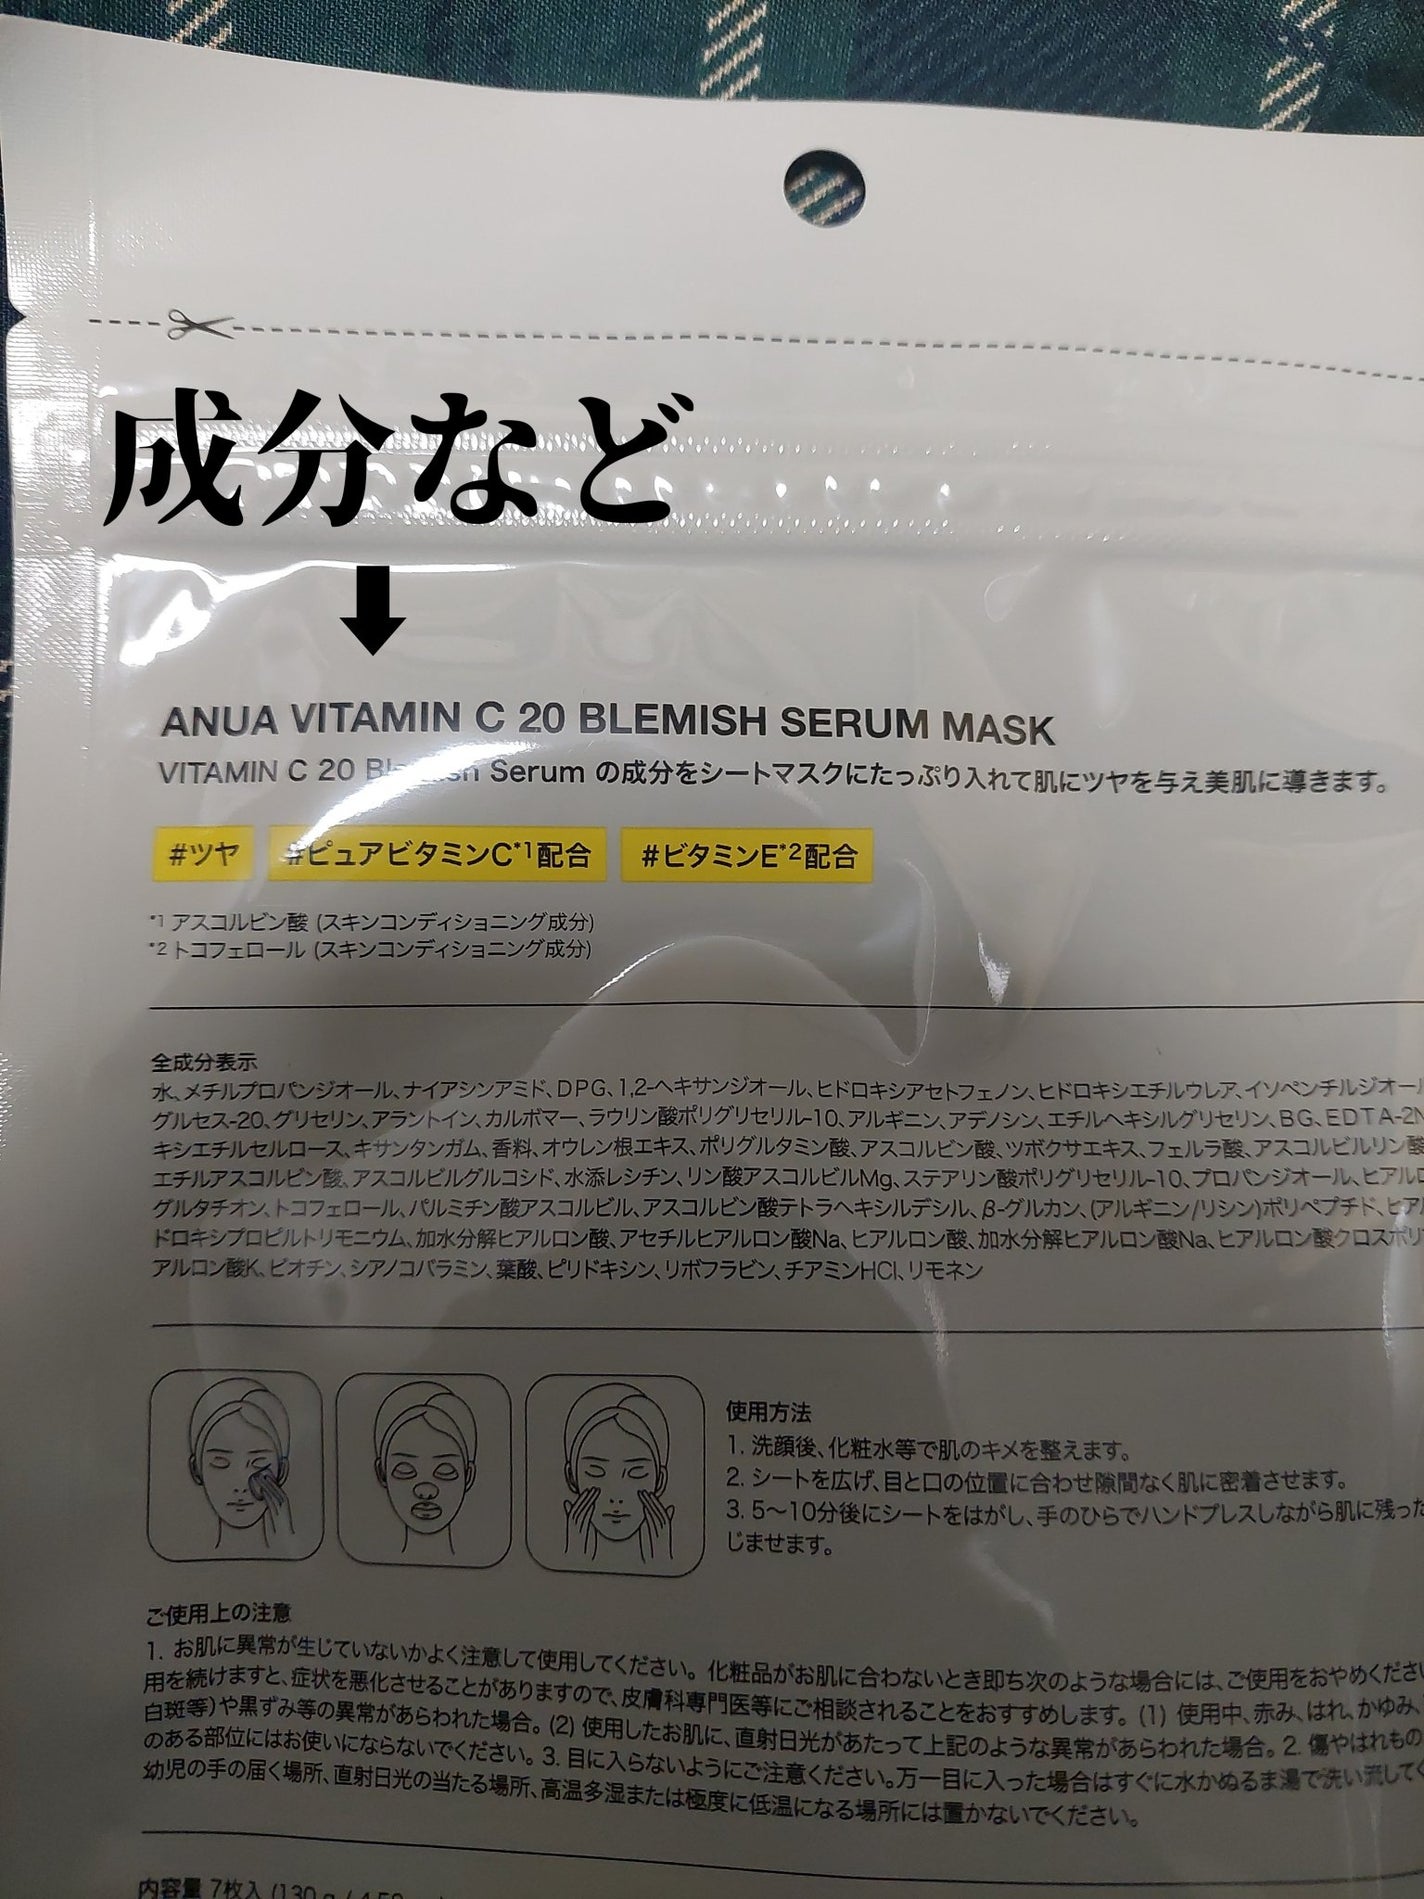 成分など
ANUA VITAMIN C 20 BLEMISH SERUM MASK
VITAMIN C 20 Blemish Serum の成分をシートマスクにたっぷり入れて肌にツヤを与え美肌に導きます。
#ツヤ #ピュアビタミンC*1配合 #ビタミンE*2配合
*1 アスコルビン酸 (スキンコンディショニング成分)
*2 トコフェロール (スキンコンディショニング成分)
全成分表示
水、メチルプロパンジオール、ナイアシンアミド、DPG、1,2-ヘキサンジオール、ヒドロキシアセトフェノン、ヒドロキシエチルウレア、イソペンチルジオール
グルセス-20、グリセリン、アラントイン、カルボマー、ラウリン酸ポリグリセリル-10、アルギニン、アデノシン、エチルヘキシルグリセリン、BG、EDTA-2N
キシエチルセルロース、キサンタンガム、香料、オウレン根エキス、ポリグルタミン酸、アスコルビン酸、ツボクサエキス、フェルラ酸、アスコルビルリン酸
エチルアスコルビン酸、アスコルビルグルコシド、水添レシチン、リン酸アスコルビルMg、ステアリン酸ポリグリセリル-10、プロパンジオール、ヒアルロ
グルタチオン、トコフェロール、パルミチン酸アスコルビル、アスコルビン酸テトラヘキシルデシル、β-グルカン、(アルギニン/リシン)ポリペプチド、ヒアル
ドロキシプロピルトリモニウム、加水分解ヒアルロン酸、アセチルヒアルロン酸Na、ヒアルロン酸、加水分解ヒアルロン酸Na、ヒアルロン酸クロスポリ
アルロン酸K、ビオチン、シアノコバラミン、葉酸、ピリドキシン、リボフラビン、チアミンHCl、リモネン
使用方法
1. 洗顔後、化粧水等で肌のキメを整えます。
2. シートを広げ、目と口の位置に合わせ隙間なく肌に密着させます。
3. 5～10分後にシートをはがし、手のひらでハンドプレスしながら肌に残った
じませます。
ご使用上の注意
1. お肌に異常が生じていないかよく注意して使用してください。化粧品がお肌に合わないとき即ち次のような場合には、ご使用をおやめくださ
用を続けますと、症状を悪化させることがありますので、皮膚科専門医等にご相談されることをおすすめします。(1) 使用中、赤み、はれ、かゆみ、
白斑等)や黒ずみ等の異常があらわれた場合。(2) 使用したお肌に、直射日光があたって上記のような異常があらわれた場合。2. 傷やはれもの
のある部位にはお使いにならないでください。3. 目に入らないようにご注意ください。万一目に入った場合はすぐに水かぬるま湯で洗い流してく
幼児の手の届く場所、直射日光の当たる場所、高温多湿または極度に低温になる場所には置かないでください。
内容量 7枚入 (130 g /